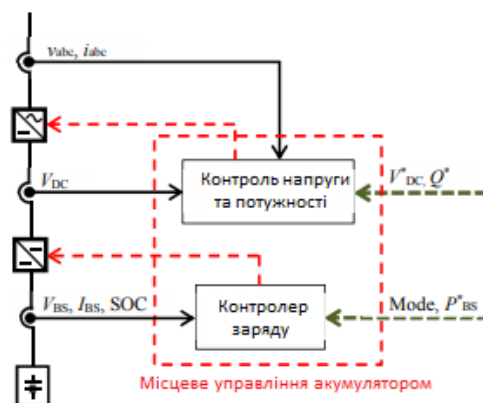 vabc, iabc
Контроль напруги
та потужності
VDC
V*DC, Q*
VBS, IBS, SOC
Контролер
заряду
Mode, P*BS
Місцеве управління акумулятором